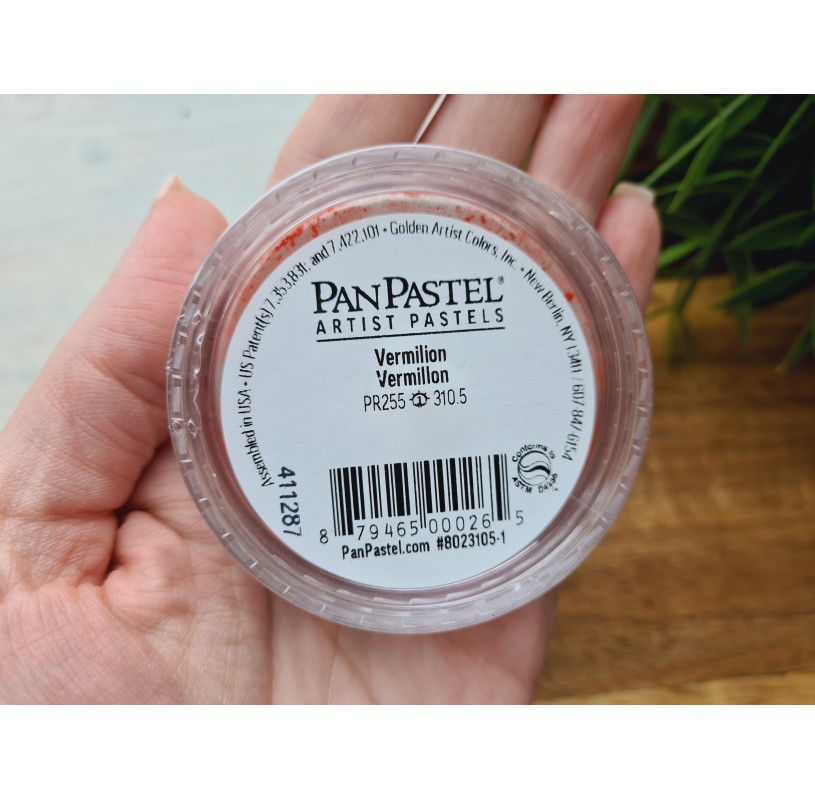 Assembled in USA • US Patent(s) 7,353,831; and 7,422,101 • Golden Artist Colors, Inc. • New Berlin, NY 13411 / 607 847 6154
PANPASTEL®
ARTIST PASTELS
Vermilion
Vermillon
PR255 310.5
Conforms to
ASTM D4236
411287
8 79465 00026 5
PanPastel.com #8023105-1